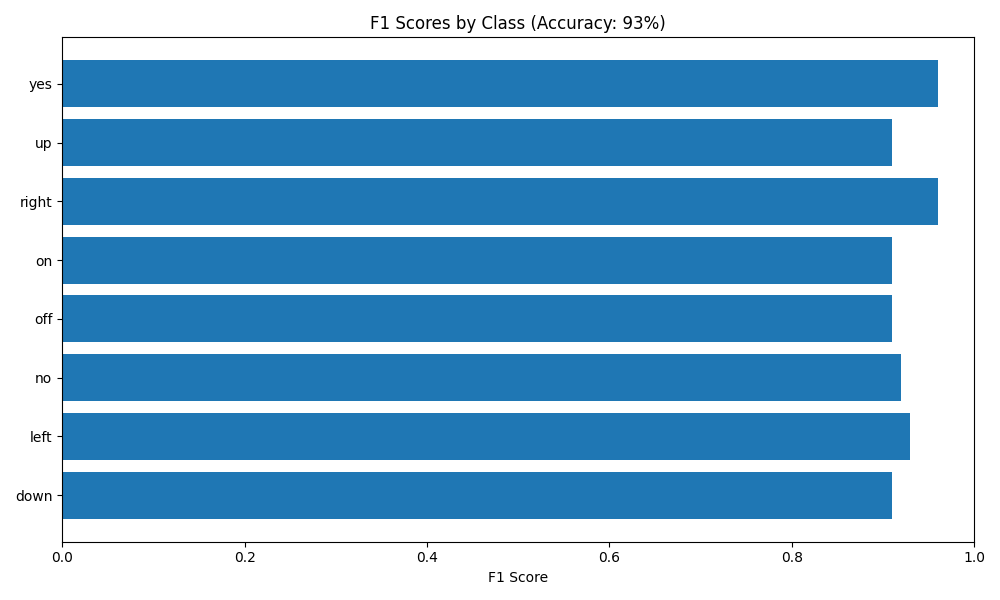 F1 Scores by Class (Accuracy: 93%)
yes
up
right
on
off
no
left
down
0.0 0.2 0.4 0.6 0.8 1.0
F1 Score